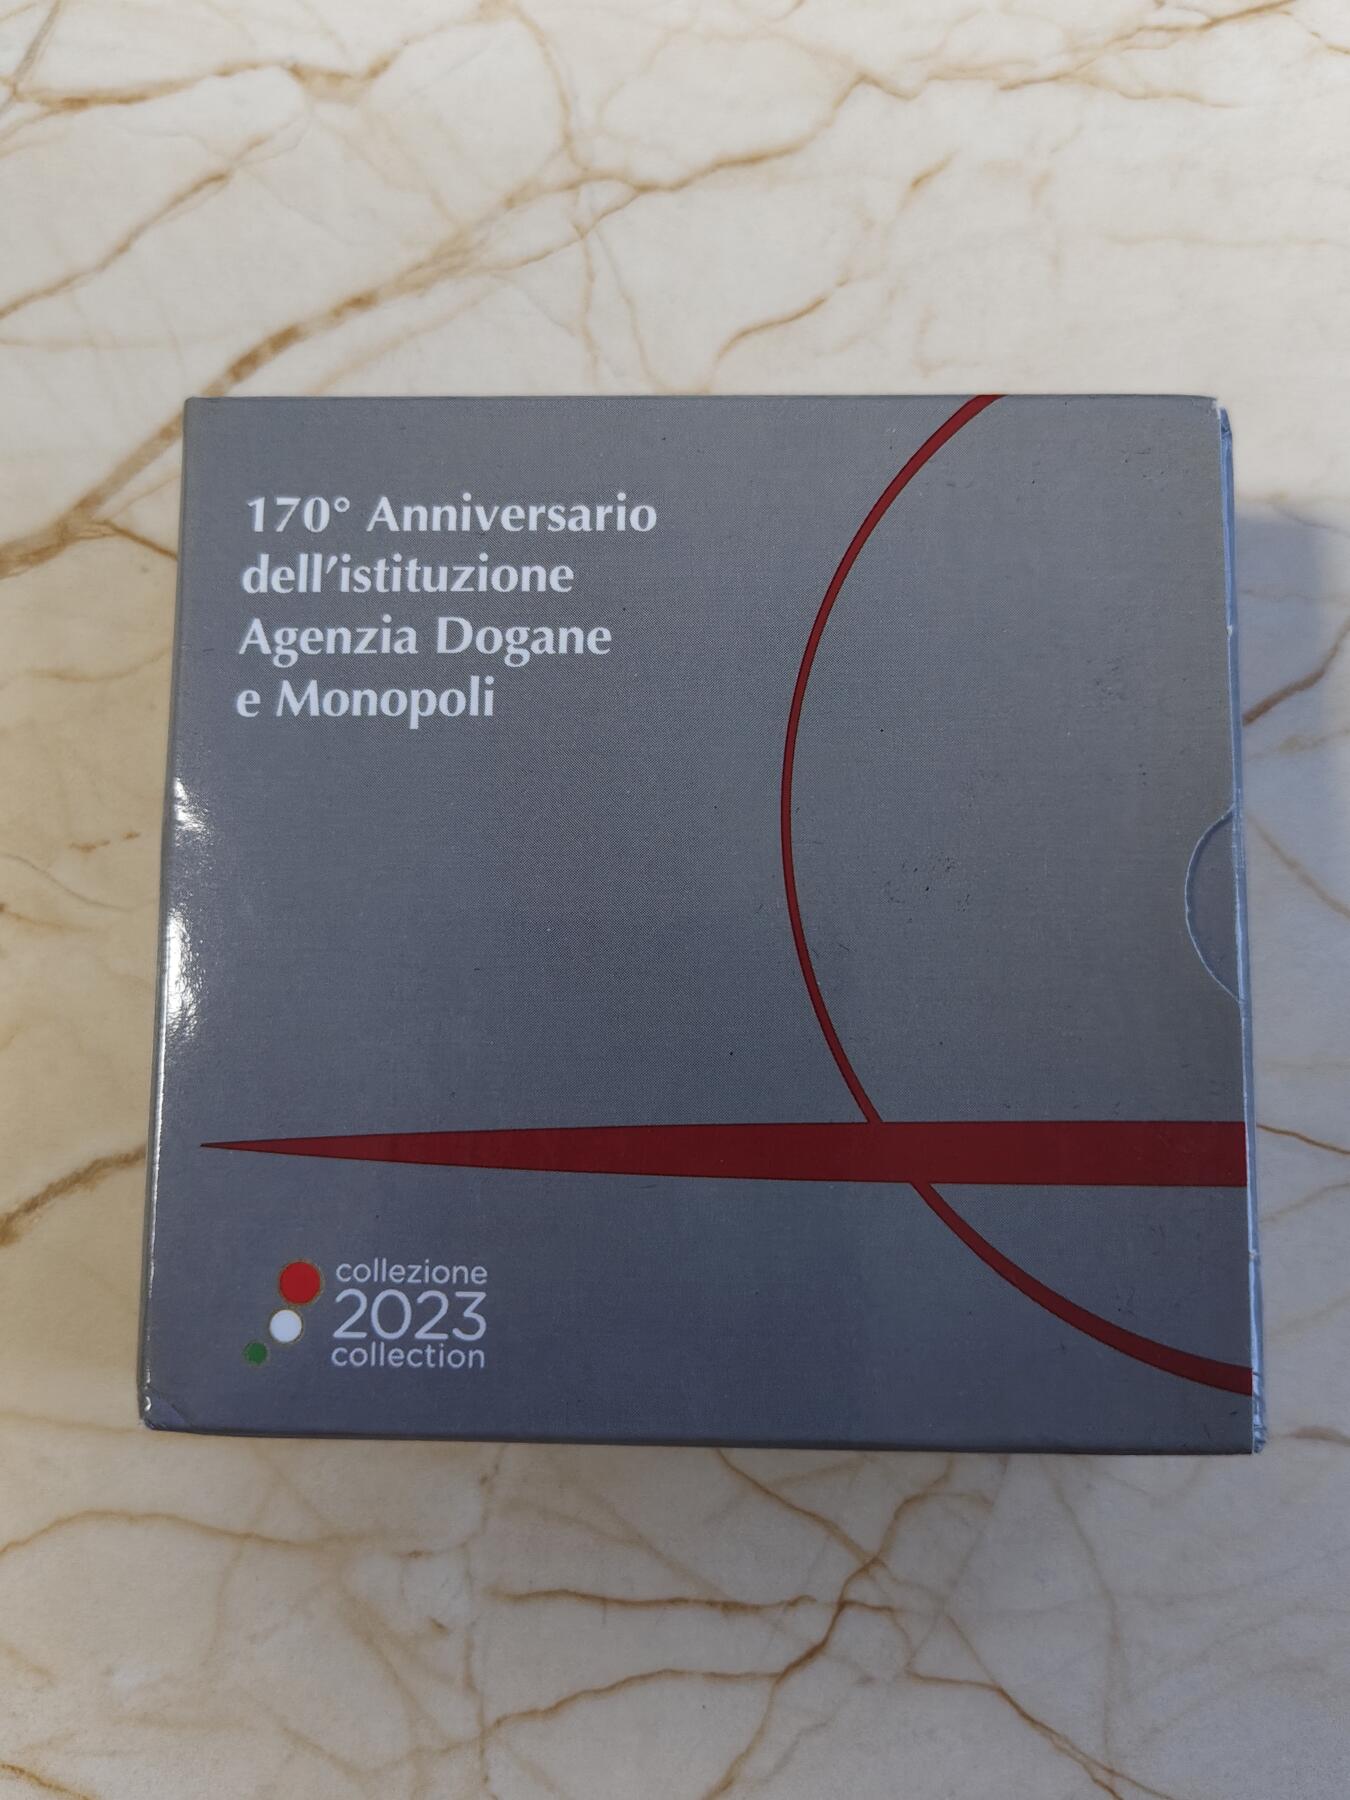 170° Anniversario
dell'istituzione
Agenzia Dogane
e Monopoli
collezione
2023
collection